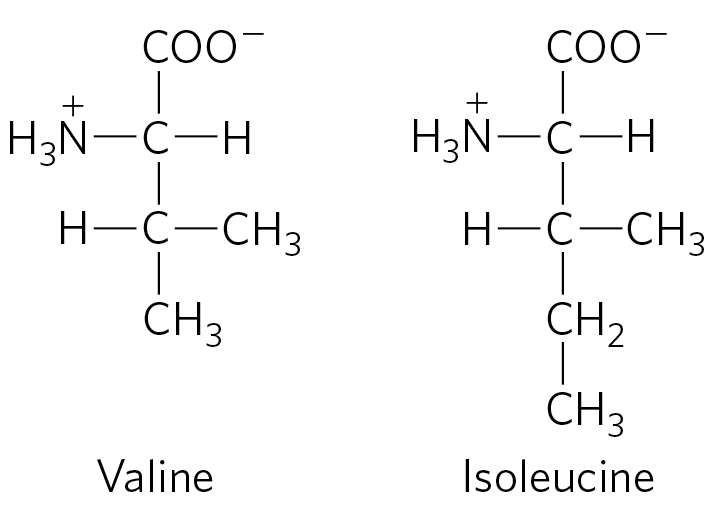 COO⁻ COO⁻
H₃N⁺—C—H H₃N⁺—C—H
H—C—CH₃ H—C—CH₃
CH₃ CH₂
CH₃
Valine Isoleucine